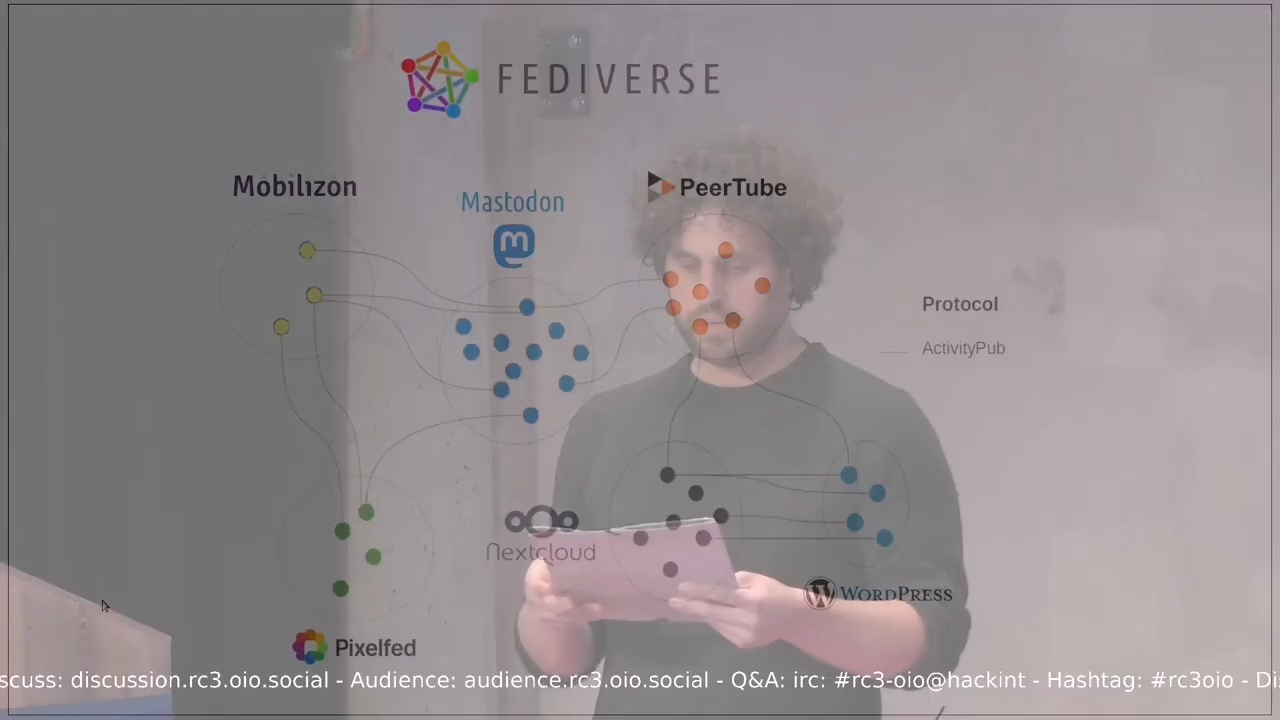 FEDIVERSE
Mobilizon
Mastodon
PeerTube
Protocol
ActivityPub
Nextcloud
WORDPRESS
Pixelfed
scuss: discussion.rc3.oio.social - Audience: audience.rc3.oio.social - Q&A: irc: #rc3-oio@hackint - Hashtag: #rc3oio - Dis